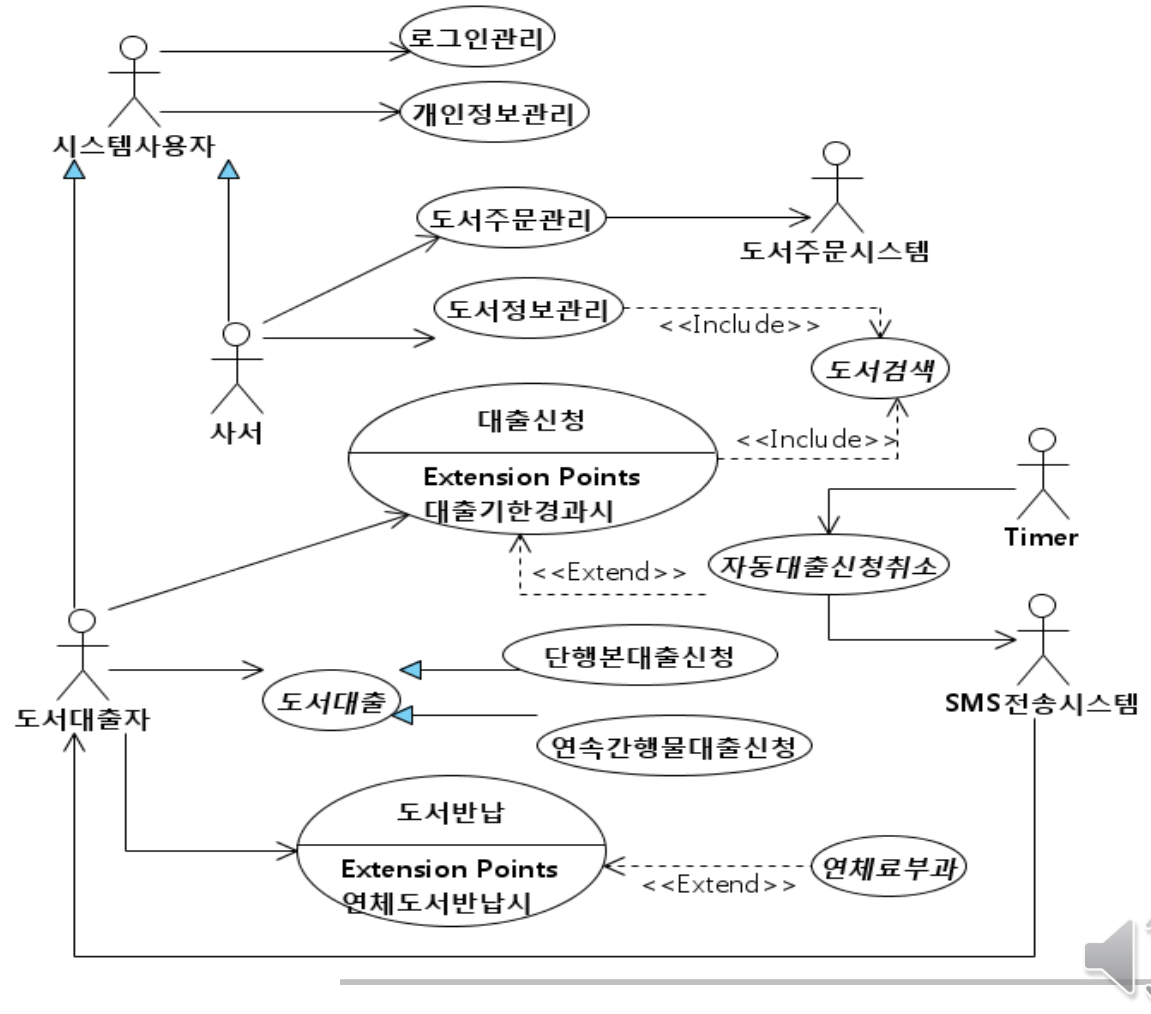 로그인관리
개인정보관리
시스템사용자
도서주문관리
도서주문시스템
도서정보관리
<<Include>>
도서검색
사서
대출신청
<<Include>>
Extension Points
대출기한경과시
Timer
<<Extend>>
자동대출신청취소
단행본대출신청
도서대출
도서대출자
SMS전송시스템
연속간행물대출신청
도서반납
Extension Points
연체도서반납시
연체료부과
<<Extend>>